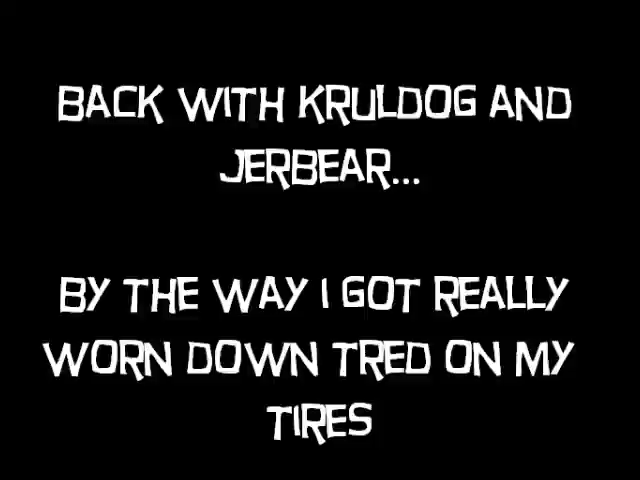 BACK WITH KRULDOG AND
JERBEAR...
BY THE WAY I GOT REALLY
WORN DOWN TRED ON MY
TIRES